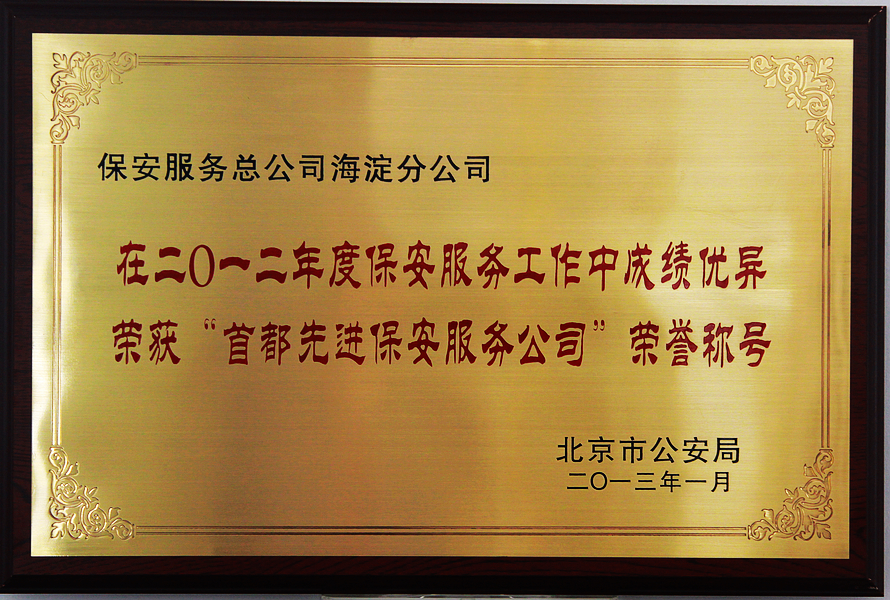 保安服务总公司海淀分公司
在二〇一二年度保安服务工作中成绩优异
荣获“首都先进保安服务公司”荣誉称号
北京市公安局
二〇一三年一月